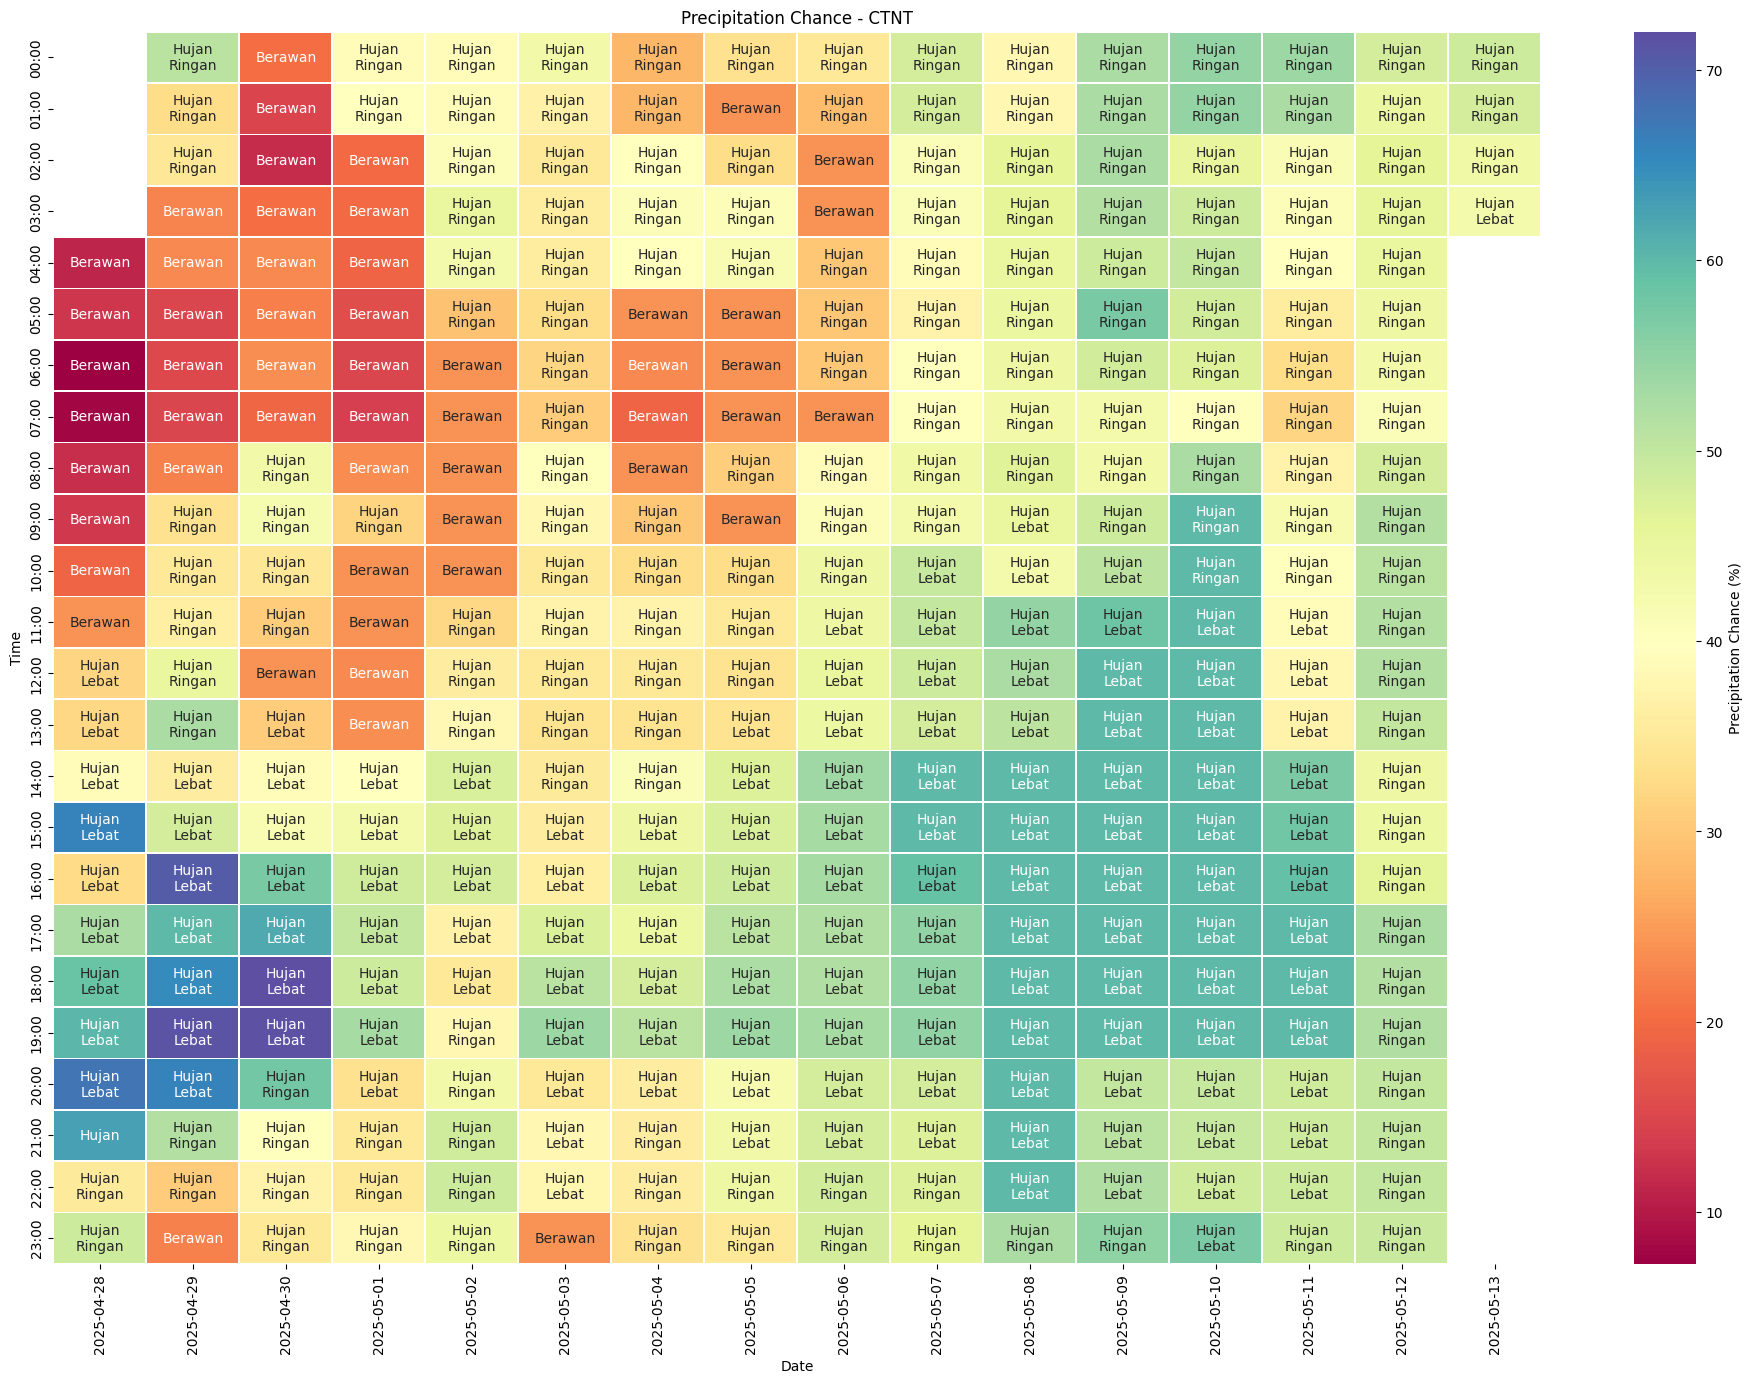 Precipitation Chance - CTNT
00:00 Hujan Ringan Berawan Hujan Ringan Hujan Ringan Hujan Ringan Hujan Ringan Hujan Ringan Hujan Ringan Hujan Ringan Hujan Ringan Hujan Ringan Hujan Ringan Hujan Ringan Hujan Ringan Hujan Ringan
01:00 Hujan Ringan Berawan Hujan Ringan Hujan Ringan Hujan Ringan Hujan Ringan Berawan Hujan Ringan Hujan Ringan Hujan Ringan Hujan Ringan Hujan Ringan Hujan Ringan Hujan Ringan Hujan Ringan
02:00 Hujan Ringan Berawan Berawan Hujan Ringan Hujan Ringan Hujan Ringan Hujan Ringan Berawan Hujan Ringan Hujan Ringan Hujan Ringan Hujan Ringan Hujan Ringan Hujan Ringan Hujan Ringan
03:00 Berawan Berawan Berawan Hujan Ringan Hujan Ringan Hujan Ringan Hujan Ringan Berawan Hujan Ringan Hujan Ringan Hujan Ringan Hujan Ringan Hujan Ringan Hujan Ringan Hujan Lebat
04:00 Berawan Berawan Berawan Berawan Hujan Ringan Hujan Ringan Hujan Ringan Hujan Ringan Hujan Ringan Hujan Ringan Hujan Ringan Hujan Ringan Hujan Ringan Hujan Ringan Hujan Ringan
05:00 Berawan Berawan Berawan Berawan Hujan Ringan Hujan Ringan Berawan Berawan Hujan Ringan Hujan Ringan Hujan Ringan Hujan Ringan Hujan Ringan Hujan Ringan Hujan Ringan
06:00 Berawan Berawan Berawan Berawan Berawan Hujan Ringan Berawan Berawan Hujan Ringan Hujan Ringan Hujan Ringan Hujan Ringan Hujan Ringan Hujan Ringan Hujan Ringan
07:00 Berawan Berawan Berawan Berawan Berawan Hujan Ringan Berawan Berawan Berawan Hujan Ringan Hujan Ringan Hujan Ringan Hujan Ringan Hujan Ringan Hujan Ringan
08:00 Berawan Berawan Hujan Ringan Berawan Berawan Hujan Ringan Berawan Hujan Ringan Hujan Ringan Hujan Ringan Hujan Ringan Hujan Ringan Hujan Ringan Hujan Ringan Hujan Ringan
09:00 Berawan Hujan Ringan Hujan Ringan Hujan Ringan Berawan Hujan Ringan Hujan Ringan Berawan Hujan Ringan Hujan Ringan Hujan Lebat Hujan Ringan Hujan Ringan Hujan Ringan Hujan Ringan
10:00 Berawan Hujan Ringan Hujan Ringan Berawan Berawan Hujan Ringan Hujan Ringan Hujan Ringan Hujan Ringan Hujan Lebat Hujan Lebat Hujan Lebat Hujan Ringan Hujan Ringan Hujan Ringan
11:00 Berawan Hujan Ringan Hujan Ringan Berawan Hujan Ringan Hujan Ringan Hujan Ringan Hujan Ringan Hujan Lebat Hujan Lebat Hujan Lebat Hujan Lebat Hujan Lebat Hujan Lebat Hujan Ringan
12:00 Hujan Lebat Hujan Ringan Berawan Berawan Hujan Ringan Hujan Ringan Hujan Ringan Hujan Ringan Hujan Lebat Hujan Lebat Hujan Lebat Hujan Lebat Hujan Lebat Hujan Lebat Hujan Ringan
13:00 Hujan Lebat Hujan Ringan Hujan Lebat Berawan Hujan Ringan Hujan Ringan Hujan Ringan Hujan Lebat Hujan Lebat Hujan Lebat Hujan Lebat Hujan Lebat Hujan Lebat Hujan Lebat Hujan Ringan
14:00 Hujan Lebat Hujan Lebat Hujan Lebat Hujan Lebat Hujan Lebat Hujan Ringan Hujan Ringan Hujan Lebat Hujan Lebat Hujan Lebat Hujan Lebat Hujan Lebat Hujan Lebat Hujan Lebat Hujan Ringan
15:00 Hujan Lebat Hujan Lebat Hujan Lebat Hujan Lebat Hujan Lebat Hujan Lebat Hujan Lebat Hujan Lebat Hujan Lebat Hujan Lebat Hujan Lebat Hujan Lebat Hujan Lebat Hujan Lebat Hujan Ringan
16:00 Hujan Lebat Hujan Lebat Hujan Lebat Hujan Lebat Hujan Lebat Hujan Lebat Hujan Lebat Hujan Lebat Hujan Lebat Hujan Lebat Hujan Lebat Hujan Lebat Hujan Lebat Hujan Lebat Hujan Ringan
17:00 Hujan Lebat Hujan Lebat Hujan Lebat Hujan Lebat Hujan Lebat Hujan Lebat Hujan Lebat Hujan Lebat Hujan Lebat Hujan Lebat Hujan Lebat Hujan Lebat Hujan Lebat Hujan Lebat Hujan Ringan
18:00 Hujan Lebat Hujan Lebat Hujan Lebat Hujan Lebat Hujan Lebat Hujan Lebat Hujan Lebat Hujan Lebat Hujan Lebat Hujan Lebat Hujan Lebat Hujan Lebat Hujan Lebat Hujan Lebat Hujan Ringan
19:00 Hujan Lebat Hujan Lebat Hujan Lebat Hujan Lebat Hujan Ringan Hujan Lebat Hujan Lebat Hujan Lebat Hujan Lebat Hujan Lebat Hujan Lebat Hujan Lebat Hujan Lebat Hujan Lebat Hujan Ringan
20:00 Hujan Lebat Hujan Lebat Hujan Ringan Hujan Lebat Hujan Ringan Hujan Lebat Hujan Lebat Hujan Lebat Hujan Lebat Hujan Lebat Hujan Lebat Hujan Lebat Hujan Lebat Hujan Lebat Hujan Ringan
21:00 Hujan Hujan Ringan Hujan Ringan Hujan Ringan Hujan Ringan Hujan Lebat Hujan Ringan Hujan Lebat Hujan Lebat Hujan Lebat Hujan Lebat Hujan Lebat Hujan Lebat Hujan Lebat Hujan Ringan
22:00 Hujan Ringan Hujan Ringan Hujan Ringan Hujan Ringan Hujan Ringan Hujan Lebat Hujan Ringan Hujan Ringan Hujan Ringan Hujan Ringan Hujan Lebat Hujan Lebat Hujan Lebat Hujan Lebat Hujan Ringan
23:00 Hujan Ringan Berawan Hujan Ringan Hujan Ringan Hujan Ringan Berawan Hujan Ringan Hujan Ringan Hujan Ringan Hujan Ringan Hujan Ringan Hujan Ringan Hujan Lebat Hujan Ringan Hujan Ringan
Time
2025-04-28 2025-04-29 2025-04-30 2025-05-01 2025-05-02 2025-05-03 2025-05-04 2025-05-05 2025-05-06 2025-05-07 2025-05-08 2025-05-09 2025-05-10 2025-05-11 2025-05-12 2025-05-13
Date
70
60
50
40
30
20
10
Precipitation Chance (%)